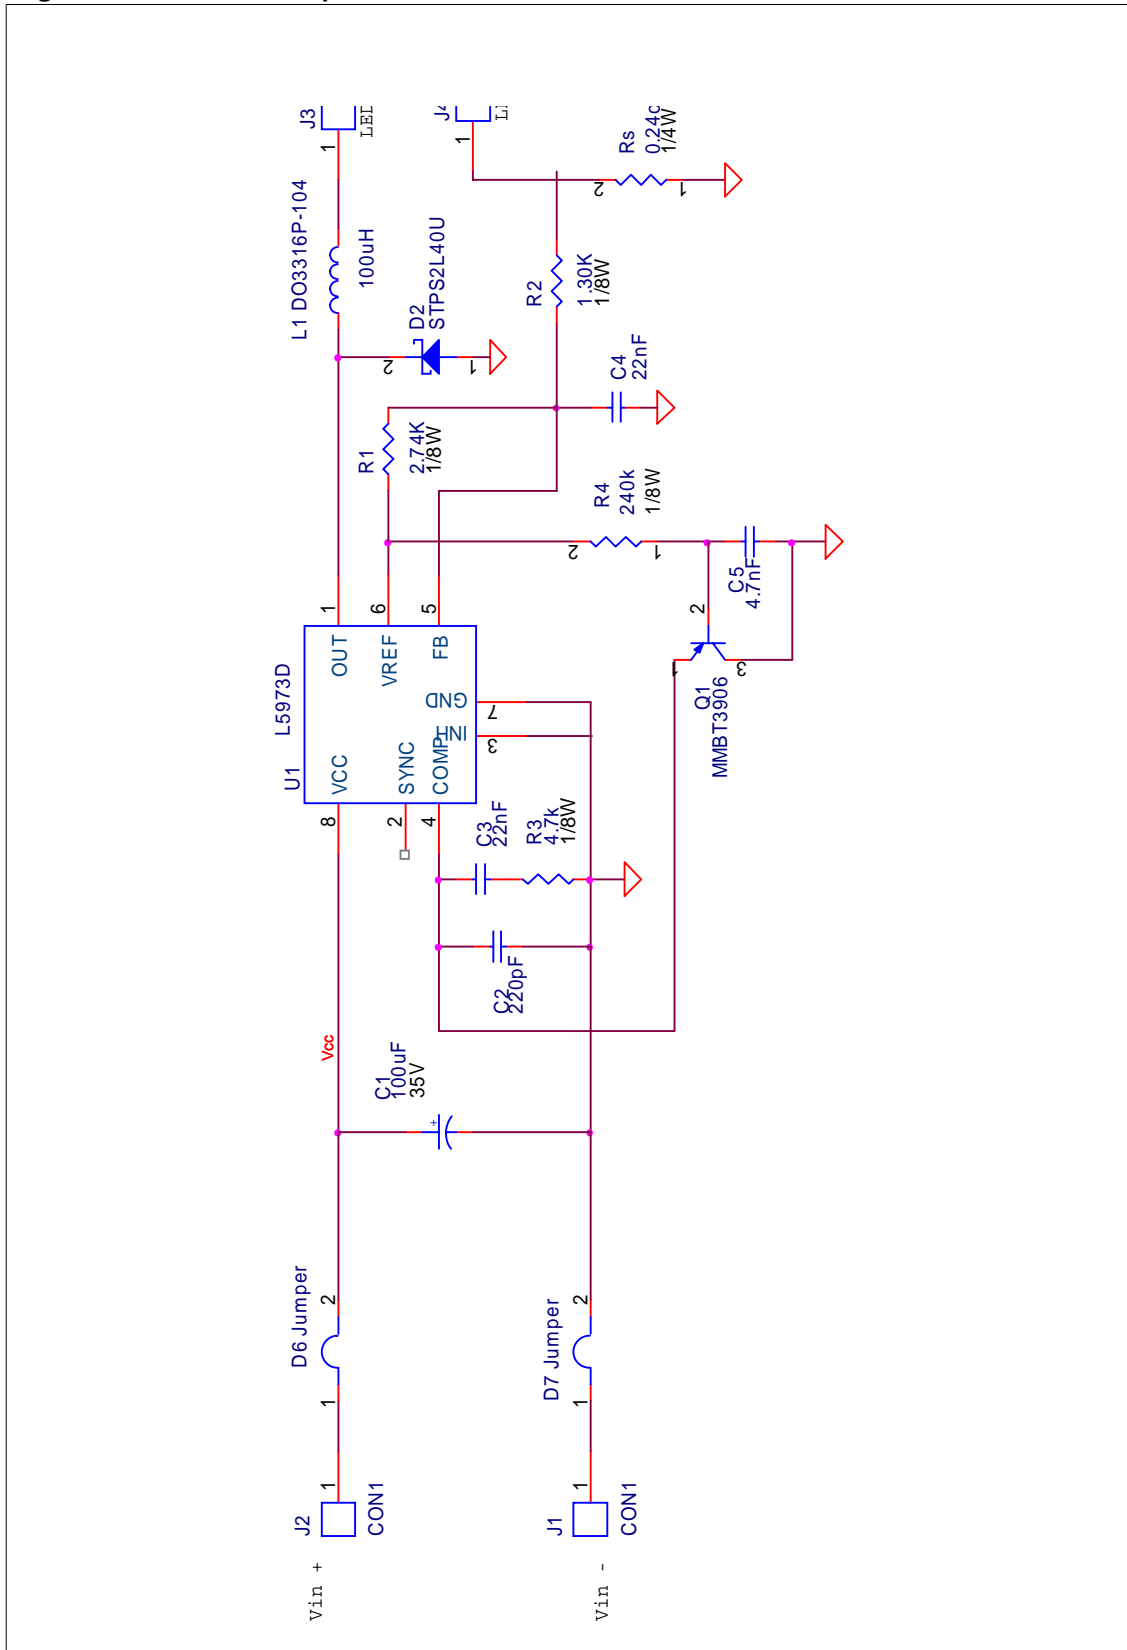 Vin +
J2
1
CON1
1
D6 Jumper
2
Vin -
J1
1
CON1
1
D7 Jumper
2
Vcc
C1
100uF
35V
+
C2
220pF
C3
22nF
R3
4.7k
1/8W
U1
L5973D
8
VCC
2
SYNC
4
COMP
3
INH
7
GND
1
OUT
6
VREF
5
FB
Q1
MMBT3906
1
2
3
C5
4.7nF
R4
240k
1/8W
2
1
R1
2.74K
1/8W
C4
22nF
D2
STPS2L40U
2
1
R2
1.30K
1/8W
L1 DO3316P-104
100uH
Rs
1/4W
2
1
J3
1
1